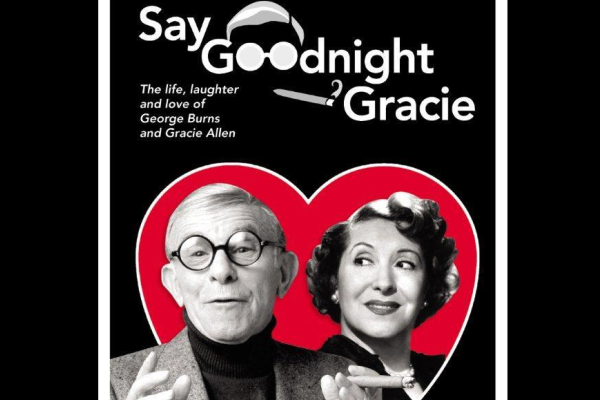 Say
Goodnight
Gracie
The life, laughter
and love of
George Burns
and Gracie Allen